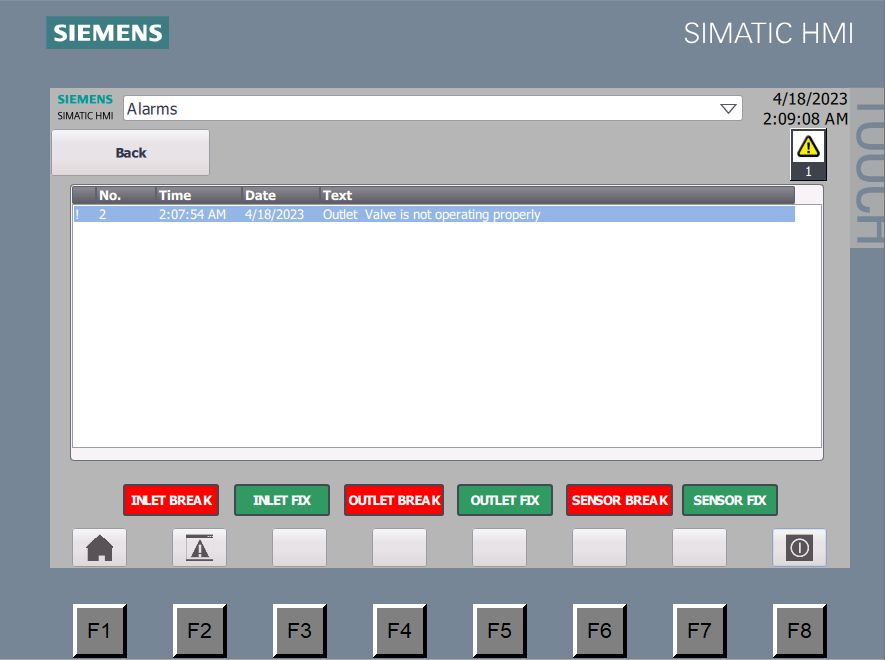 SIEMENS
SIMATIC HMI
SIEMENS
SIMATIC HMI
Alarms
4/18/2023
2:09:08 AM
TOUCH
Back
1
No. Time Date Text
! 2 2:07:54 AM 4/18/2023 Outlet Valve is not operating properly
INLET BREAK INLET FIX OUTLET BREAK OUTLET FIX SENSOR BREAK SENSOR FIX
F1 F2 F3 F4 F5 F6 F7 F8